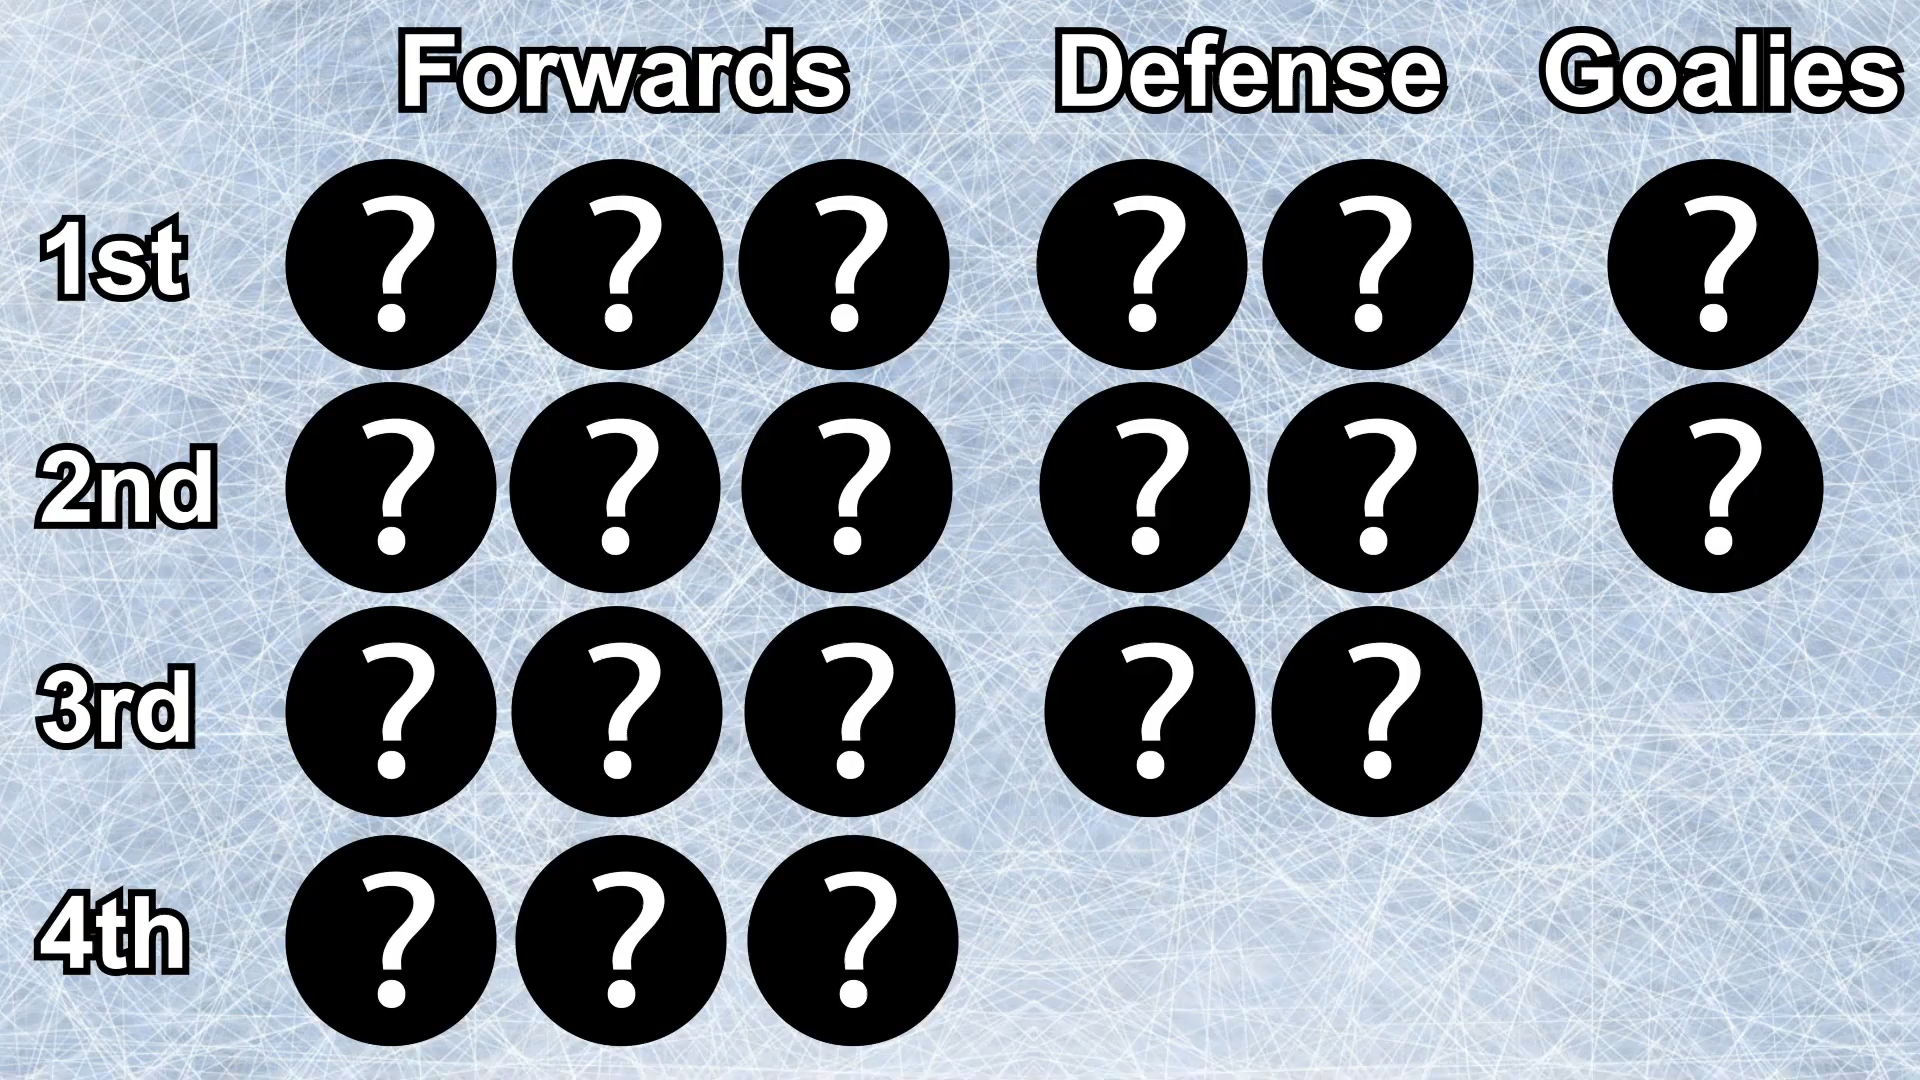 Forwards Defense Goalies
1st ? ? ? ? ? ?
2nd ? ? ? ? ? ?
3rd ? ? ? ? ?
4th ? ? ?